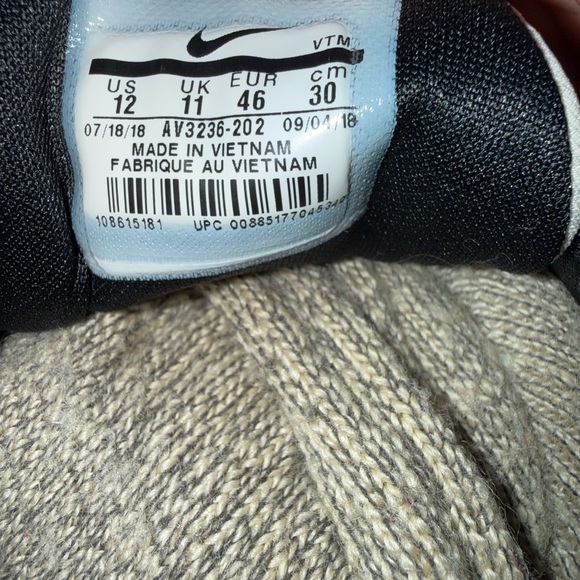 VTM
US UK EUR cm
12 11 46 30
07/18/18 AV3236-202 09/04/18
MADE IN VIETNAM
FABRIQUE AU VIETNAM
108615181 UPC